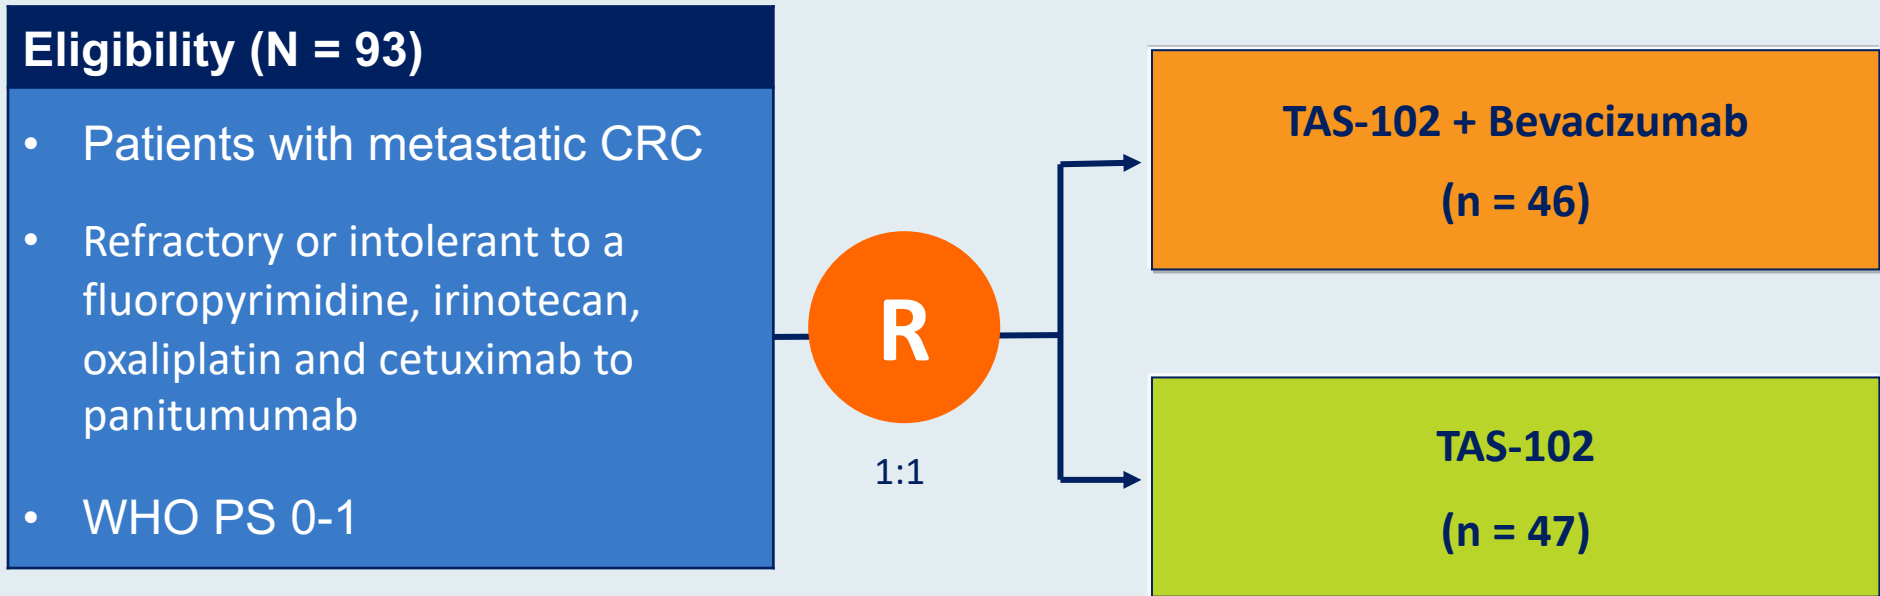 Eligibility (N = 93)
• Patients with metastatic CRC
• Refractory or intolerant to a
fluoropyrimidine, irinotecan,
oxaliplatin and cetuximab to
panitumumab
• WHO PS 0-1
R
1:1
TAS-102 + Bevacizumab
(n = 46)
TAS-102
(n = 47)